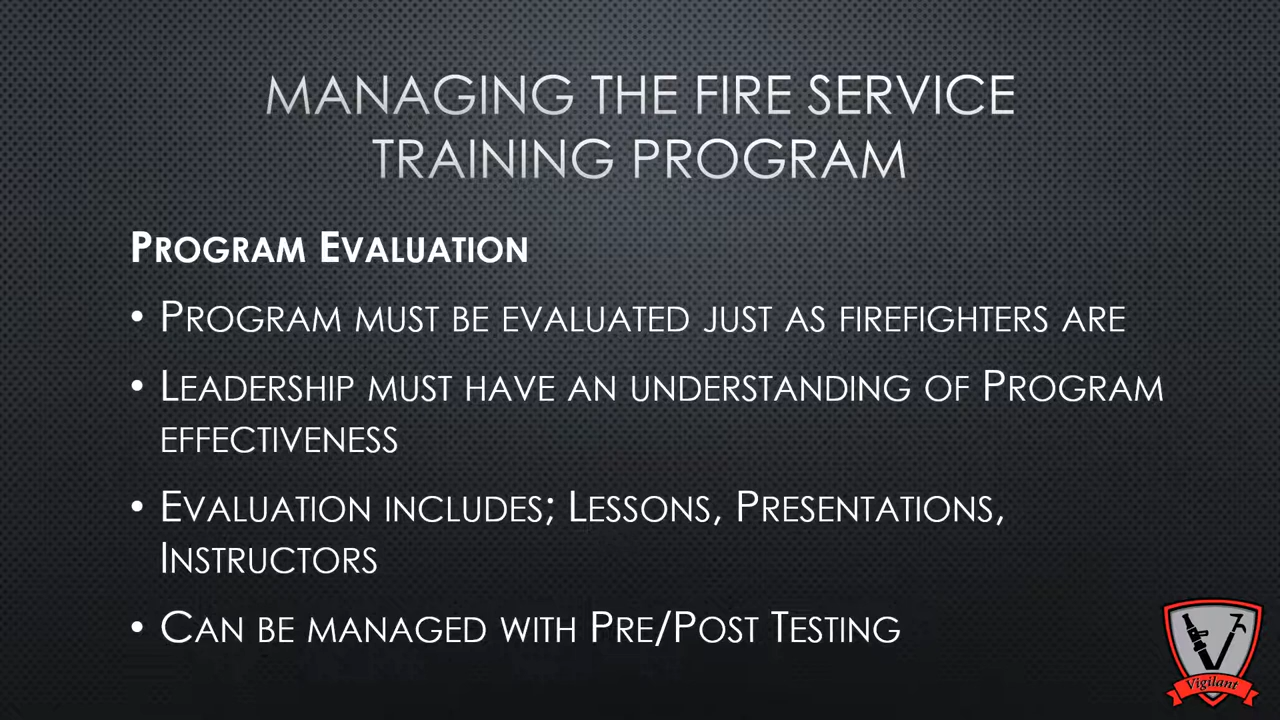 MANAGING THE FIRE SERVICE
TRAINING PROGRAM
PROGRAM EVALUATION
• PROGRAM MUST BE EVALUATED JUST AS FIREFIGHTERS ARE
• LEADERSHIP MUST HAVE AN UNDERSTANDING OF PROGRAM
EFFECTIVENESS
• EVALUATION INCLUDES; LESSONS, PRESENTATIONS,
INSTRUCTORS
• CAN BE MANAGED WITH PRE/POST TESTING
Vigilant